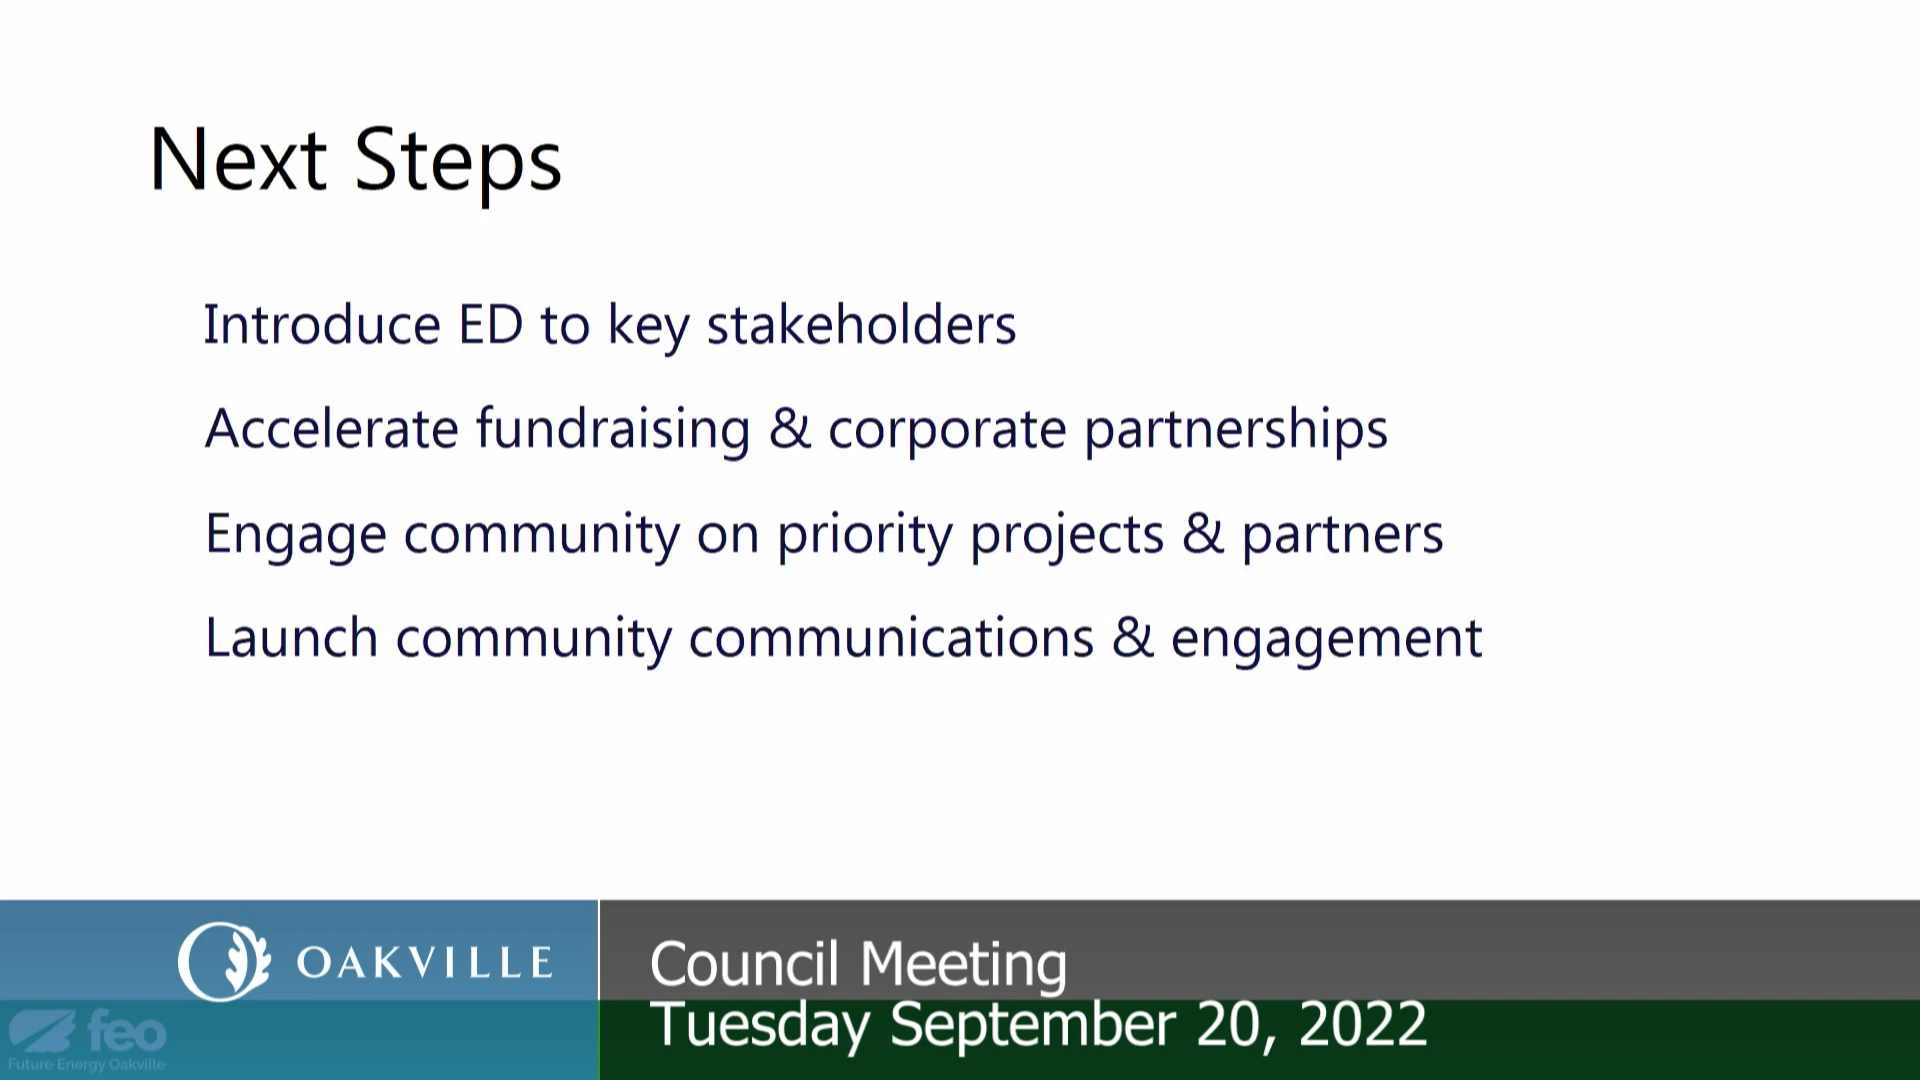 Next Steps
Introduce ED to key stakeholders
Accelerate fundraising & corporate partnerships
Engage community on priority projects & partners
Launch community communications & engagement
OAKVILLE
Council Meeting
Tuesday September 20, 2022
feo
Future Energy Oakville